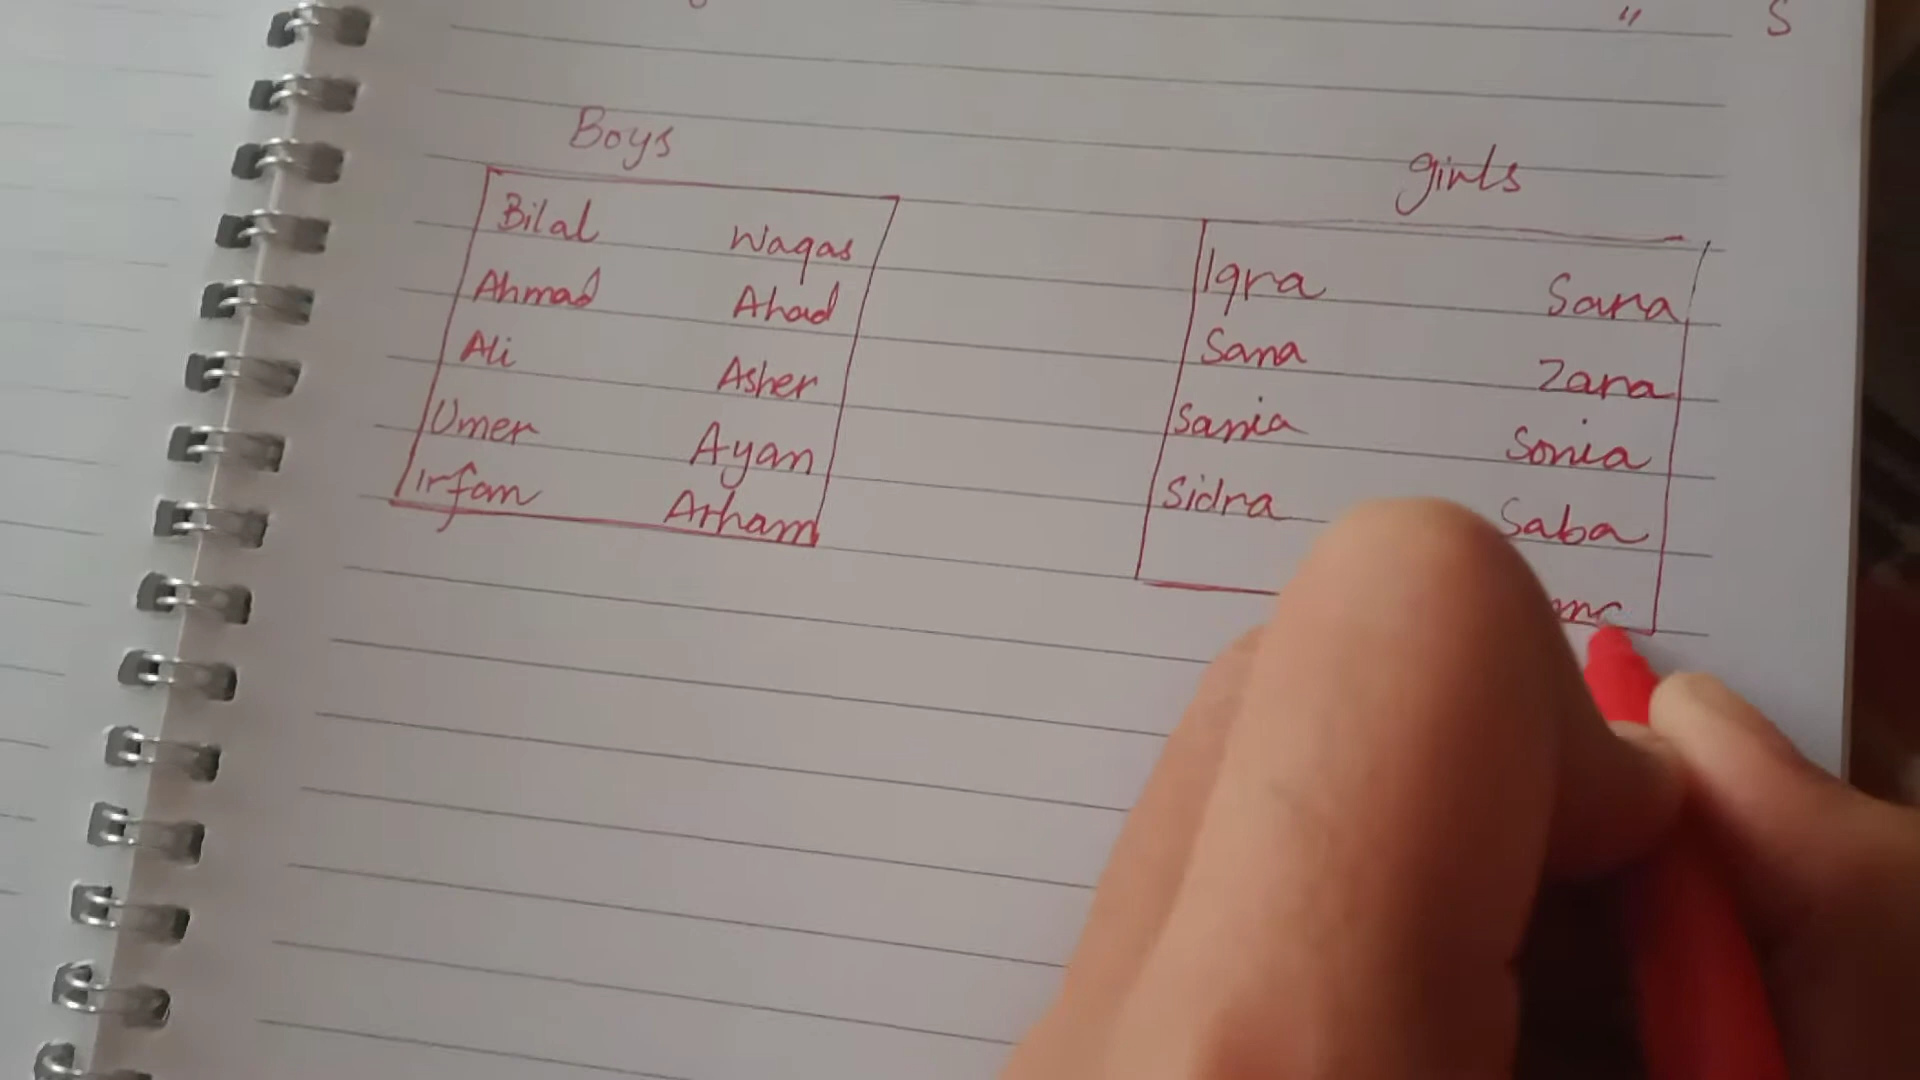 " S
Boys
girls
Bilal Waqas
Ahmad Ahad
Ali Asher
Umer Ayan
Irfan Arham
Iqra Sara
Sana Zara
Sania Sonia
Sidra Saba